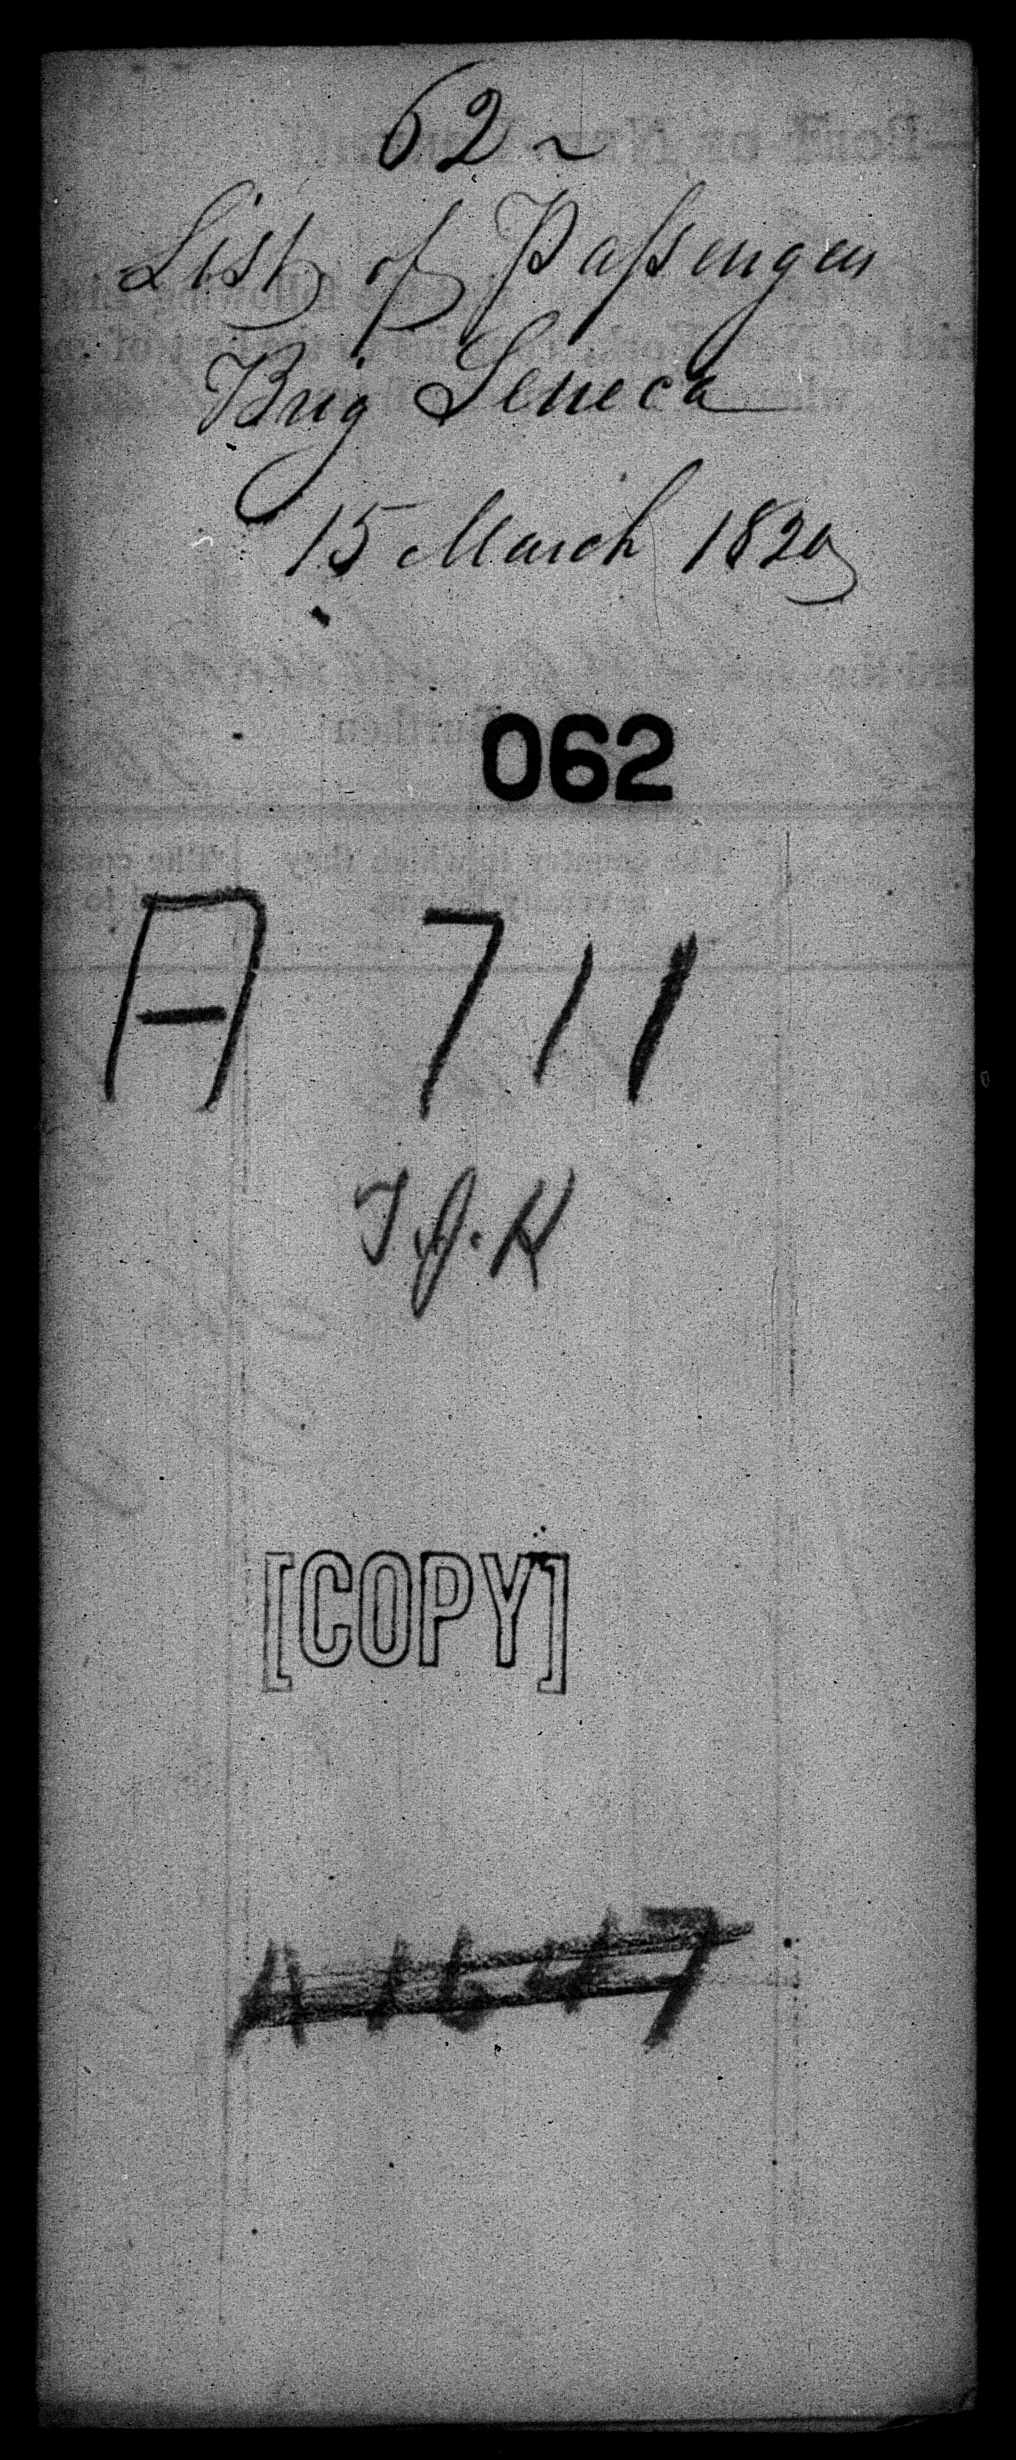 62~
List of Passengers
Brig Seneca
15 March 1820
062
A 711
T.J.K
[COPY]